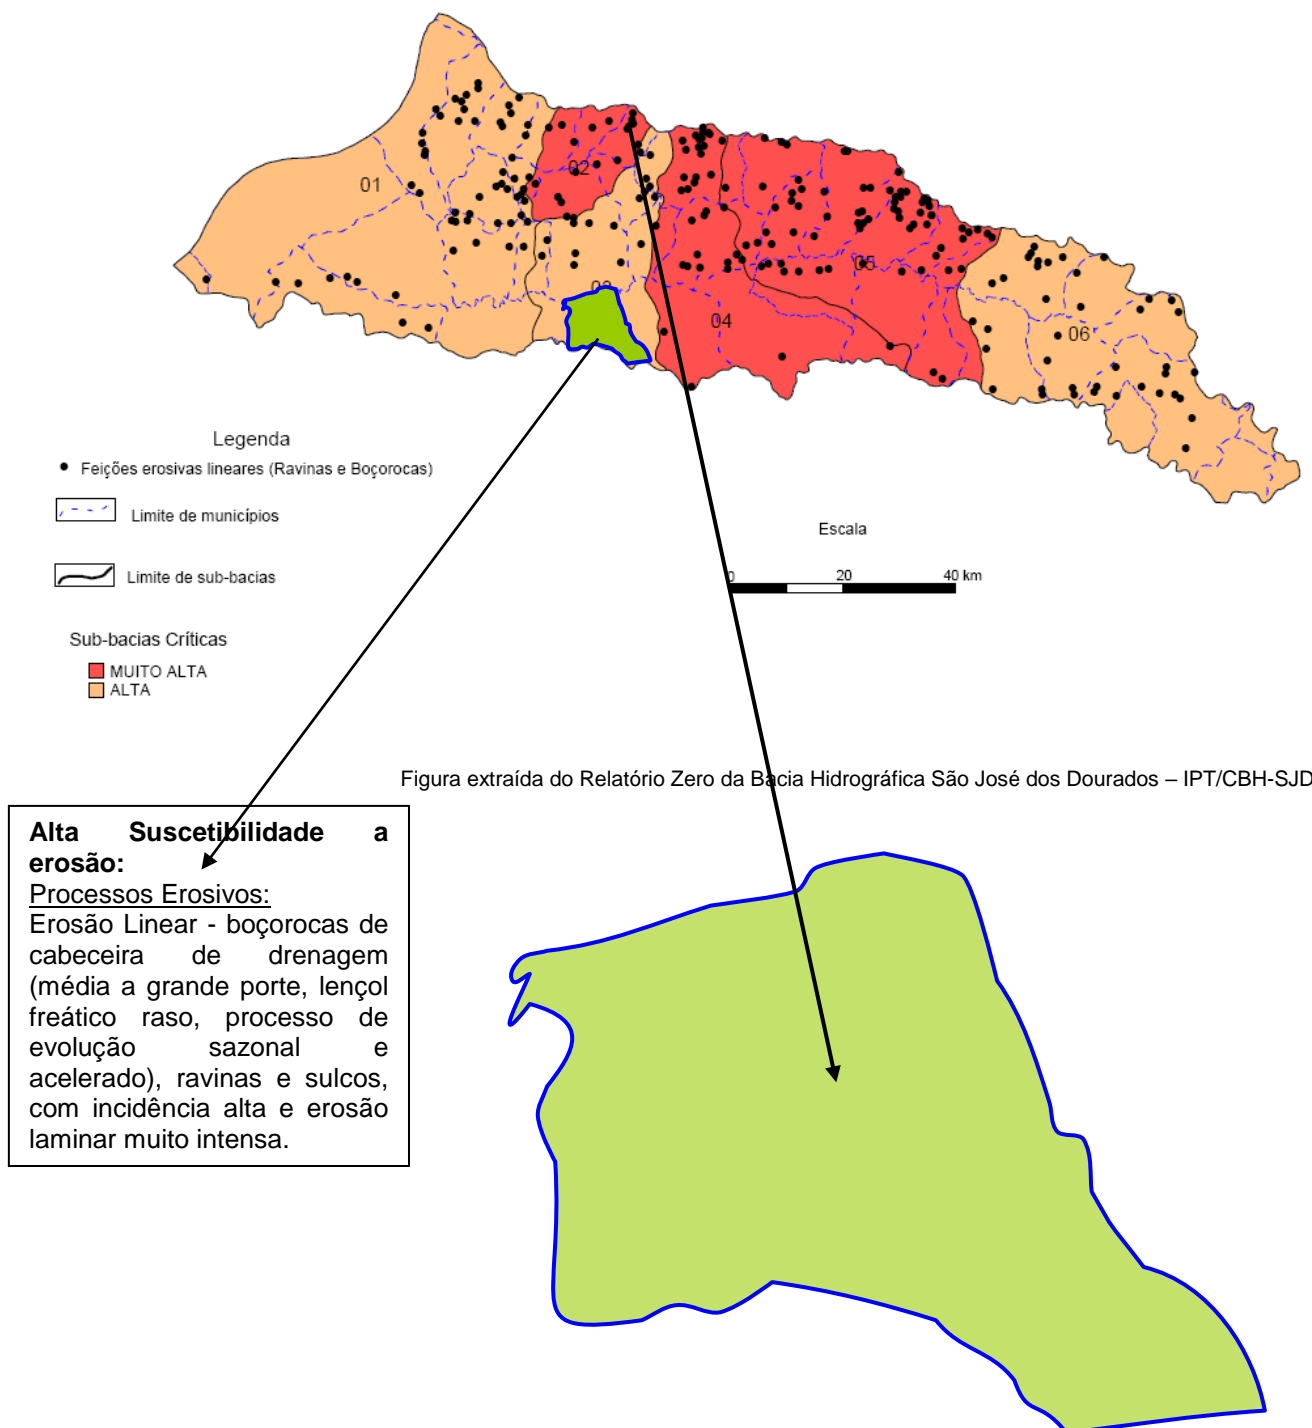 01
02
03
04
05
06
Legenda
Feições erosivas lineares (Ravinas e Boçorocas)
Limite de municípios
Limite de sub-bacias
Escala
0 20 40 km
Sub-bacias Críticas
MUITO ALTA
ALTA
Figura extraída do Relatório Zero da Bacia Hidrográfica São José dos Dourados – IPT/CBH-SJD
Alta Suscetibilidade a
erosão:
Processos Erosivos:
Erosão Linear - boçorocas de
cabeceira de drenagem
(média a grande porte, lençol
freático raso, processo de
evolução sazonal e
acelerado), ravinas e sulcos,
com incidência alta e erosão
laminar muito intensa.